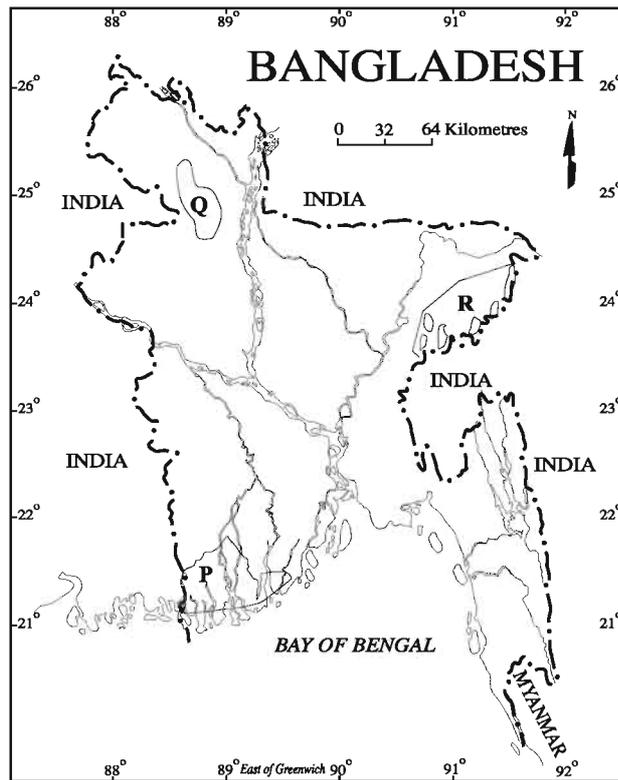 88° 89° 90° 91° 92°
BANGLADESH
26° 26°
0 32 64 Kilometres
N
25° 25°
INDIA Q INDIA
24° 24°
R
INDIA
23° 23°
INDIA INDIA
22° 22°
P
21° 21°
BAY OF BENGAL
MYANMAR
88° 89° East of Greenwich 90° 91° 92°